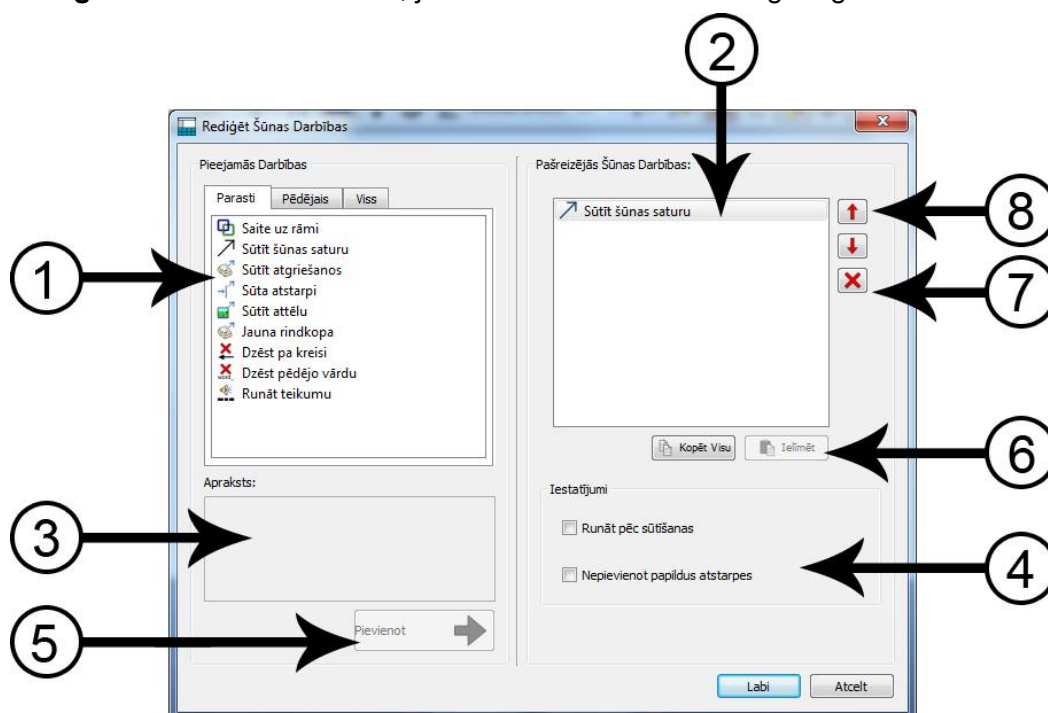 2
Rediģēt Šūnas Darbības
Pieejamās Darbības
Parasti
Pēdējais
Viss
Saite uz rāmi
Sūtīt šūnas saturu
Sūtīt atgriešanos
Sūta atstarpi
Sūtīt attēlu
Jauna rindkopa
Dzēst pa kreisi
Dzēst pēdējo vārdu
Runāt teikumu
1
Apraksts:
3
Pievienot
5
Pašreizējās Šūnas Darbības:
Sūtīt šūnas saturu
8
7
Kopēt Visu
Ielīmēt
6
Iestatījumi
Runāt pēc sūtīšanas
Nepievienot papildus atstarpes
4
Labi
Atcelt